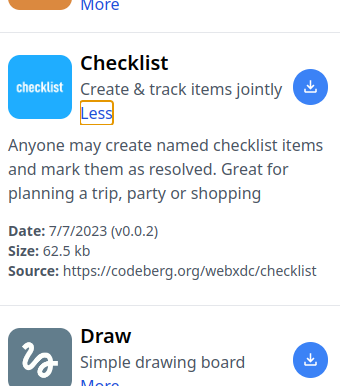 More
Checklist
checklist
Create & track items jointly
Less
Anyone may create named checklist items
and mark them as resolved. Great for
planning a trip, party or shopping
Date: 7/7/2023 (v0.0.2)
Size: 62.5 kb
Source: https://codeberg.org/webxdc/checklist
Draw
Simple drawing board
More